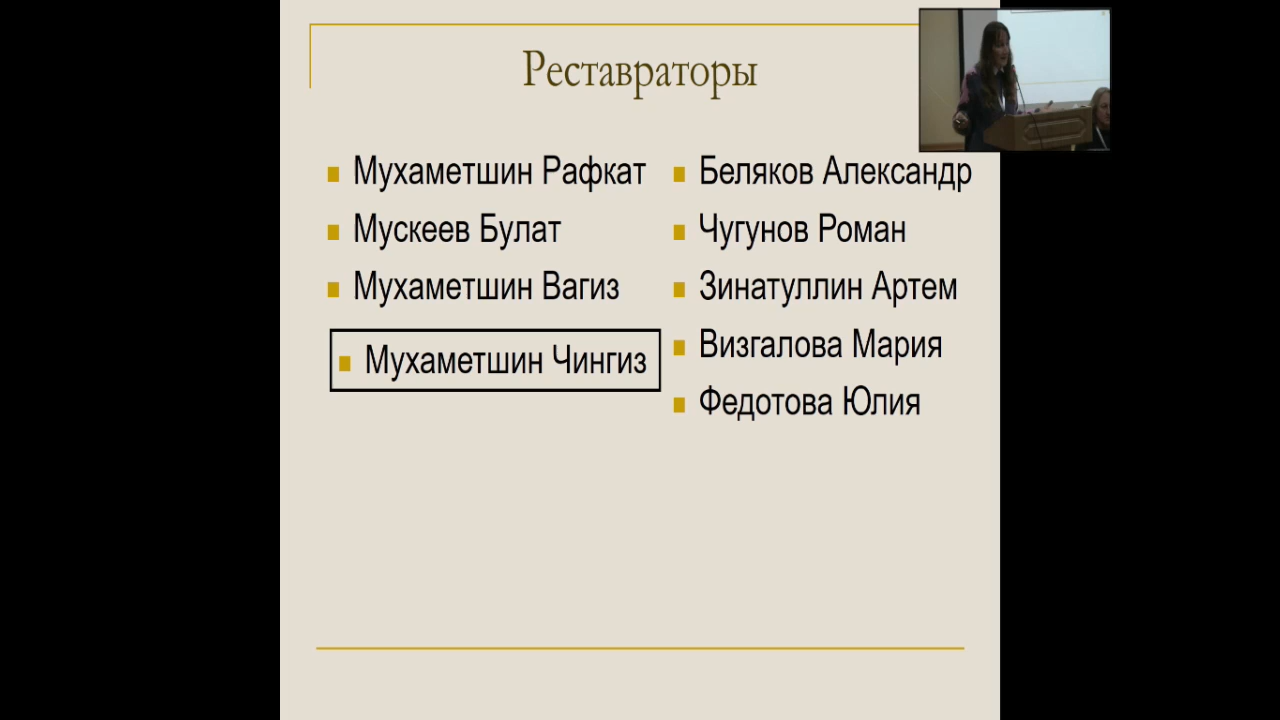 Реставраторы
Мухаметшин Рафкат
Мускеев Булат
Мухаметшин Вагиз
Мухаметшин Чингиз
Беляков Александр
Чугунов Роман
Зинатуллин Артем
Визгалова Мария
Федотова Юлия